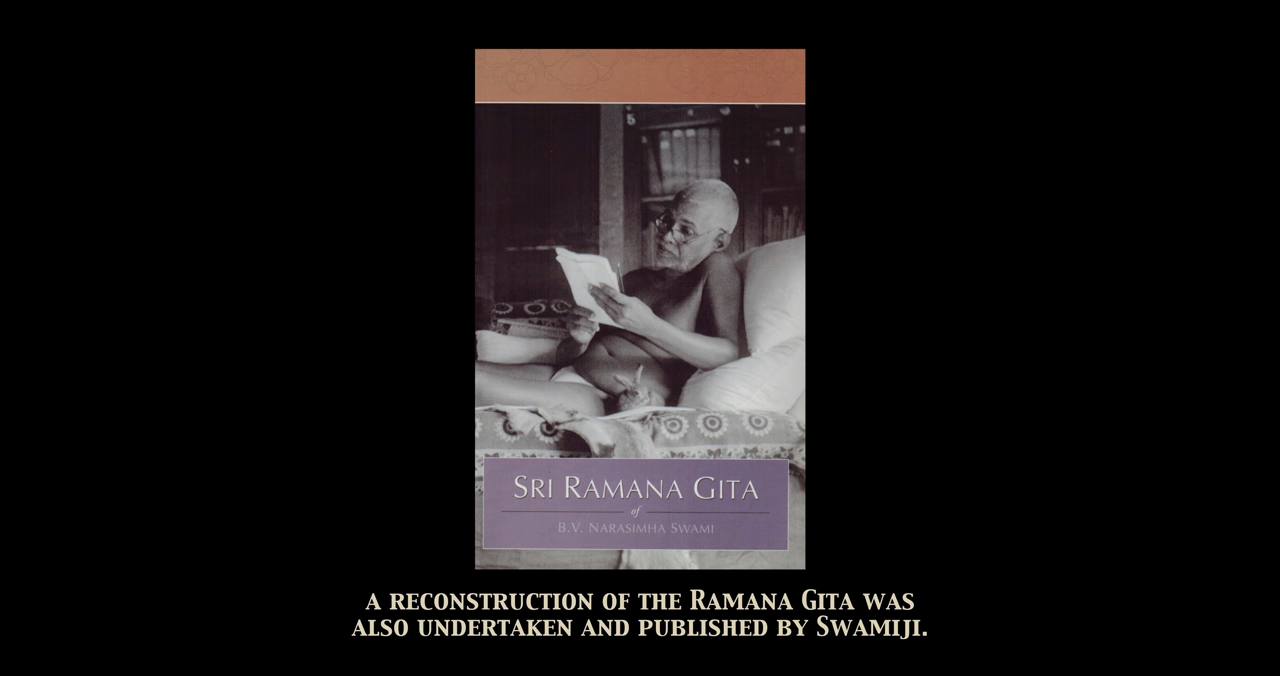 SRI RAMANA GITA
of
B.V. NARASIMHA SWAMI
A RECONSTRUCTION OF THE RAMANA GITA WAS
ALSO UNDERTAKEN AND PUBLISHED BY SWAMIJI.